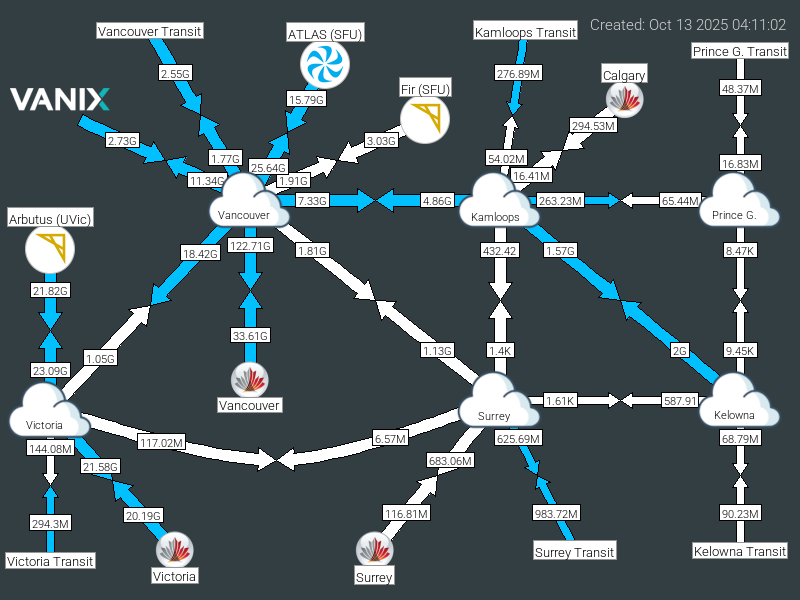 Created: Oct 13 2025 04:11:02
Vancouver Transit
ATLAS (SFU)
Kamloops Transit
Prince G. Transit
2.55G
276.89M
Calgary
Fir (SFU)
48.37M
VANIX
15.79G
2.73G
3.03G
294.53M
1.77G
54.02M
16.83M
25.64G
11.34G
1.91G
16.41M
7.33G
4.86G
263.23M
65.44M
Vancouver
Kamloops
Prince G.
Arbutus (UVic)
18.42G
122.71G
1.81G
432.42
1.57G
8.47K
21.82G
33.61G
1.05G
1.13G
1.4K
2G
9.45K
23.09G
Vancouver
1.61K
587.91
Victoria
Surrey
Kelowna
144.08M
117.02M
6.57M
625.69M
68.79M
21.58G
683.06M
294.3M
20.19G
116.81M
983.72M
90.23M
Victoria Transit
Victoria
Surrey
Surrey Transit
Kelowna Transit